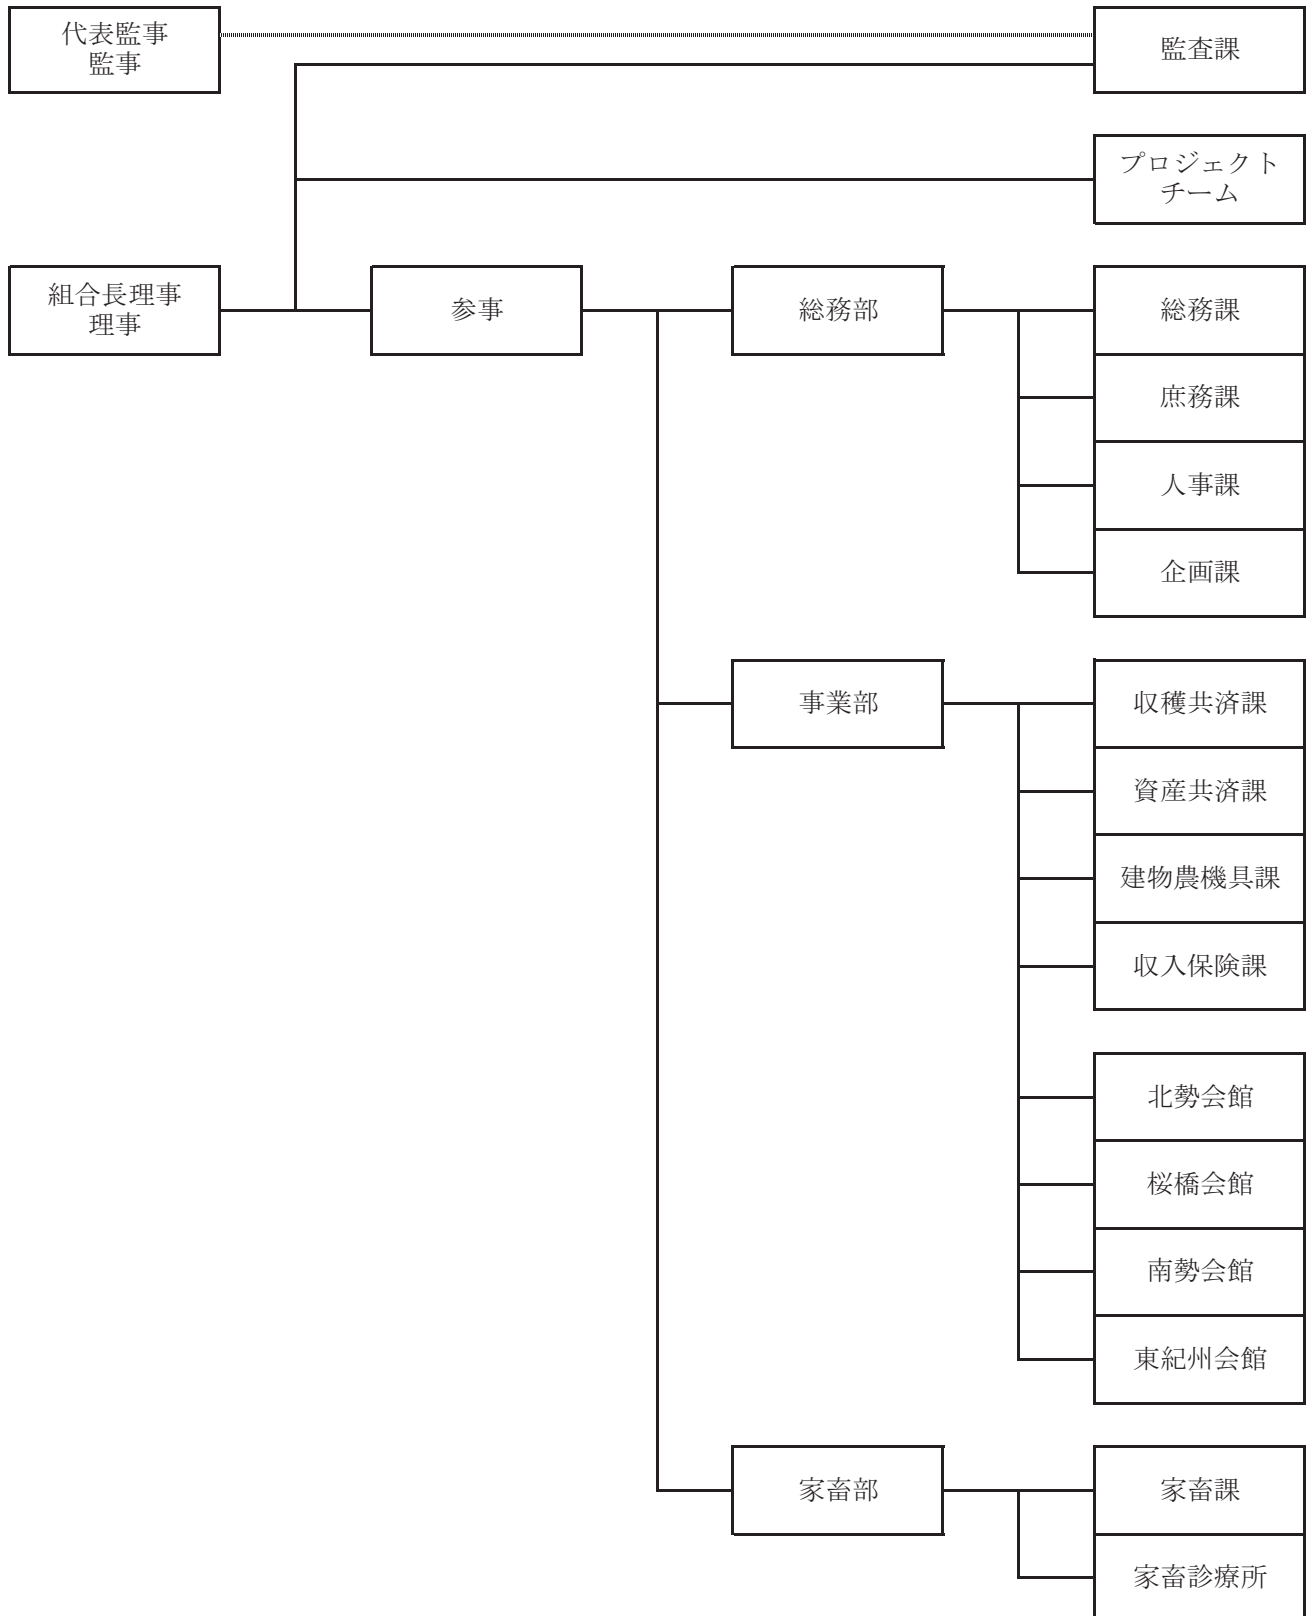 代表監事
監事
監査課
プロジェクト
チーム
組合長理事
理事
参事
総務部
総務課
庶務課
人事課
企画課
事業部
収穫共済課
資産共済課
建物農機具課
収入保険課
北勢会館
桜橋会館
南勢会館
東紀州会館
家畜部
家畜課
家畜診療所